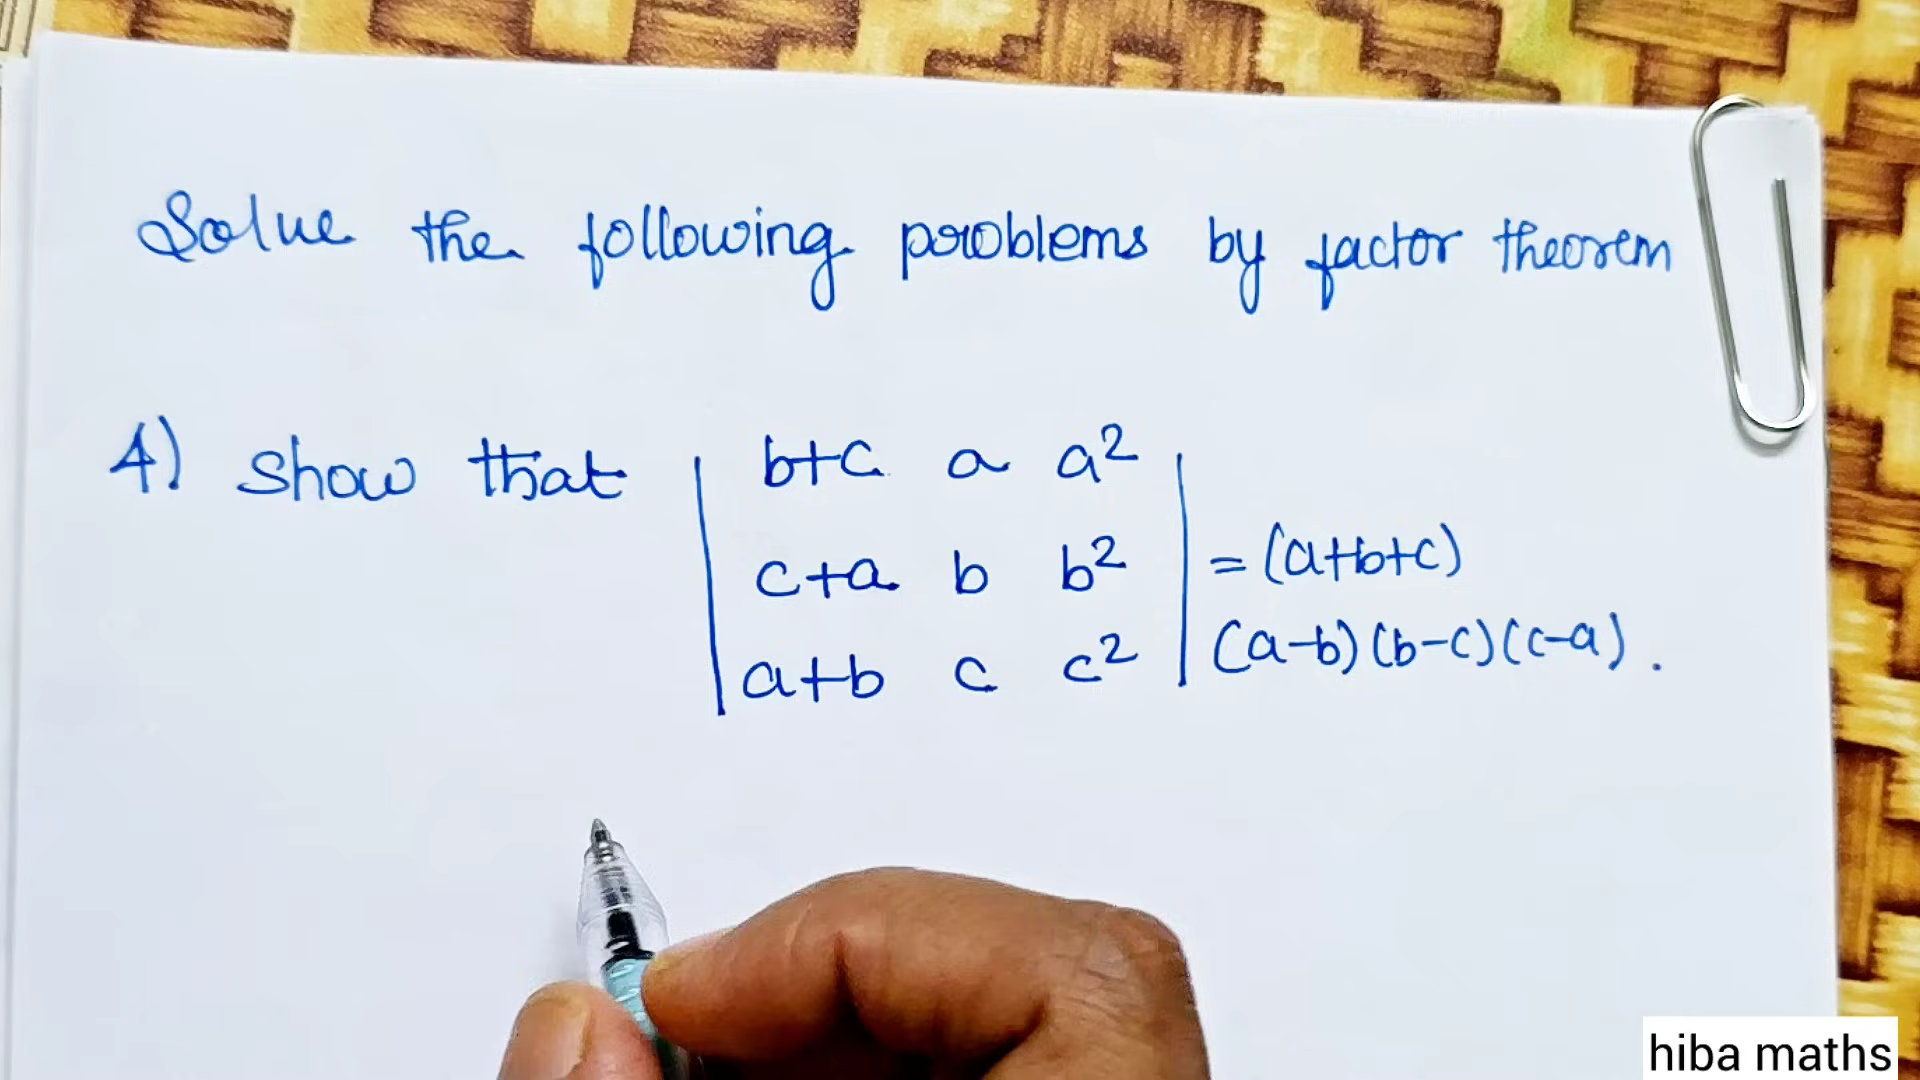 Solve the following problems by factor theorem
4) show that | b+c a a² |
| c+a b b² | = (a+b+c)
| a+b c c² | (a-b)(b-c)(c-a).
hiba maths